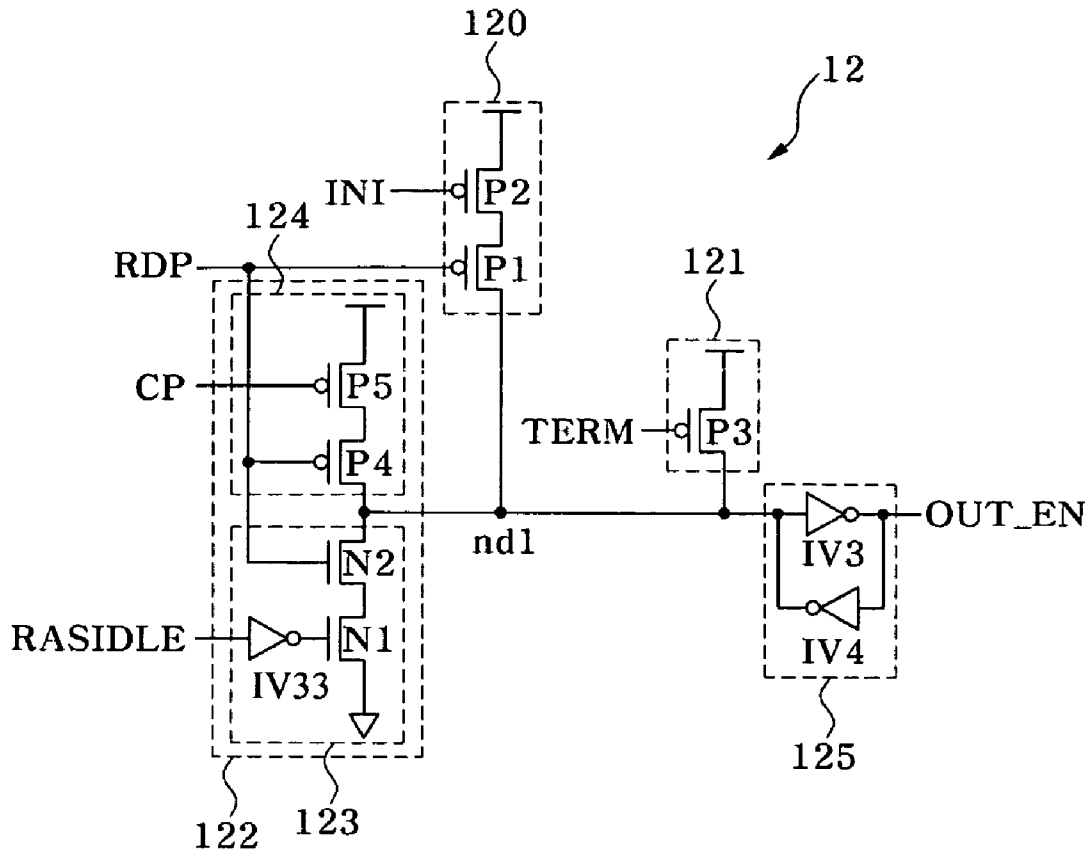 120
12
INI
P2
124
RDP
P1
121
CP
P5
TERM
P3
P4
OUT_EN
nd1
IV3
N2
RASIDLE
N1
IV4
IV33
125
122
123